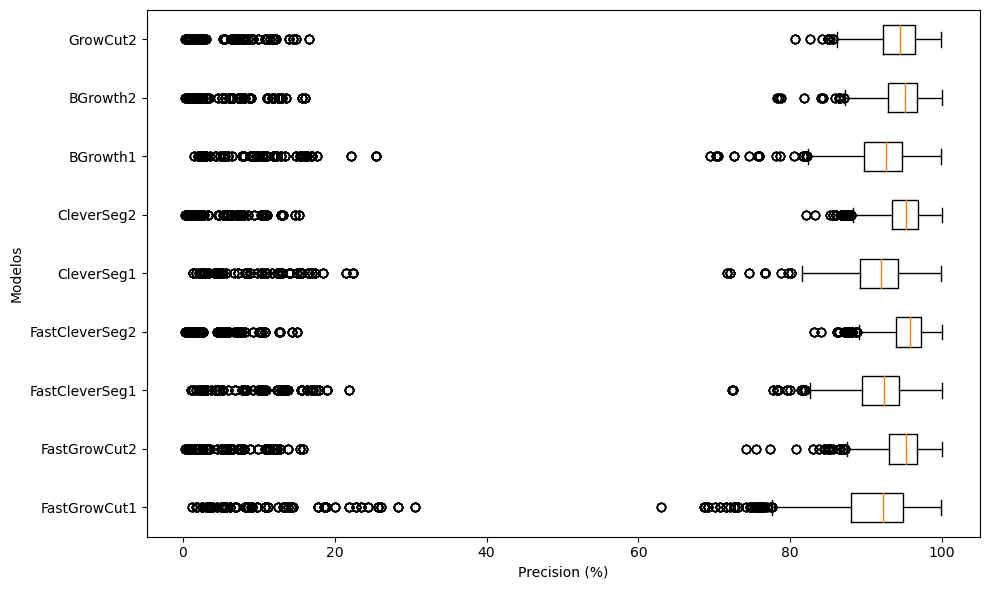 GrowCut2
BGrowth2
BGrowth1
CleverSeg2
CleverSeg1
FastCleverSeg2
FastCleverSeg1
FastGrowCut2
FastGrowCut1
Modelos
0 20 40 60 80 100
Precision (%)